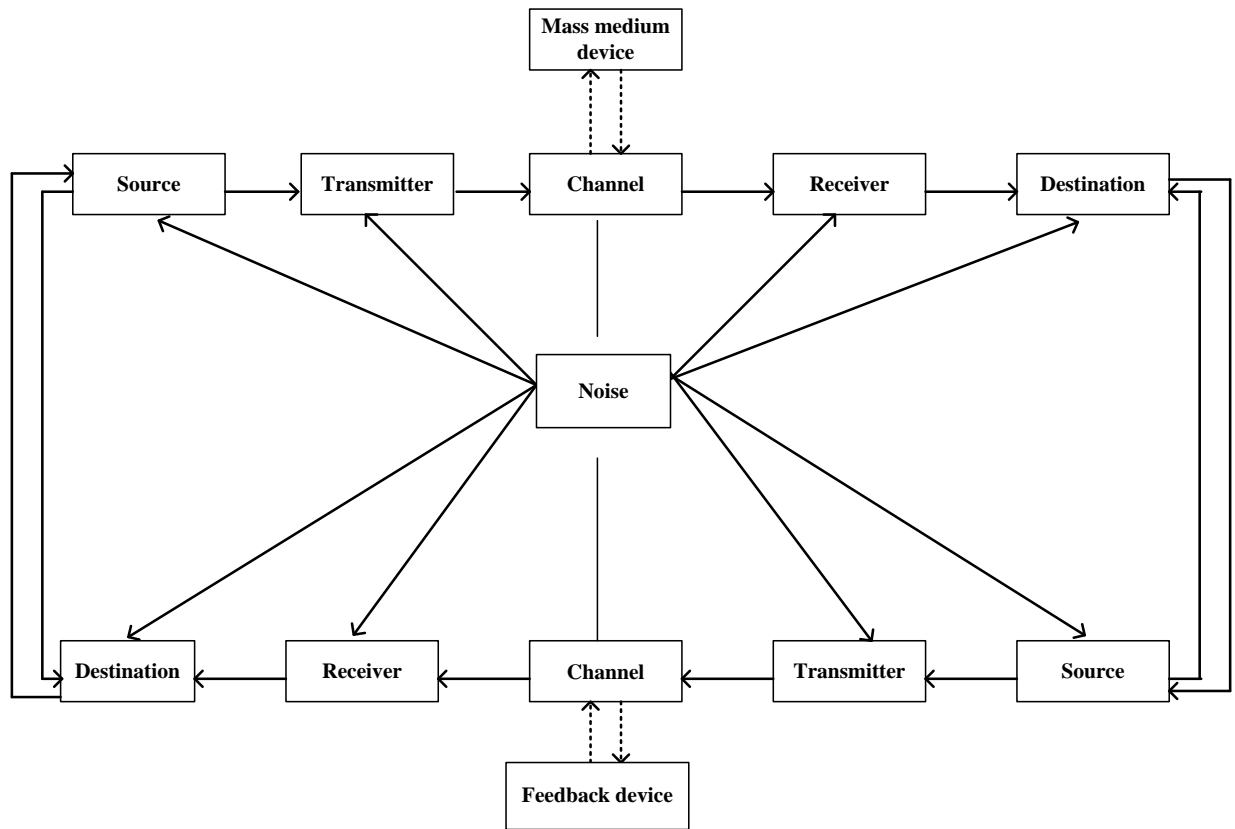 Mass medium
device
Source
Transmitter
Channel
Receiver
Destination
Noise
Destination
Receiver
Channel
Transmitter
Source
Feedback device